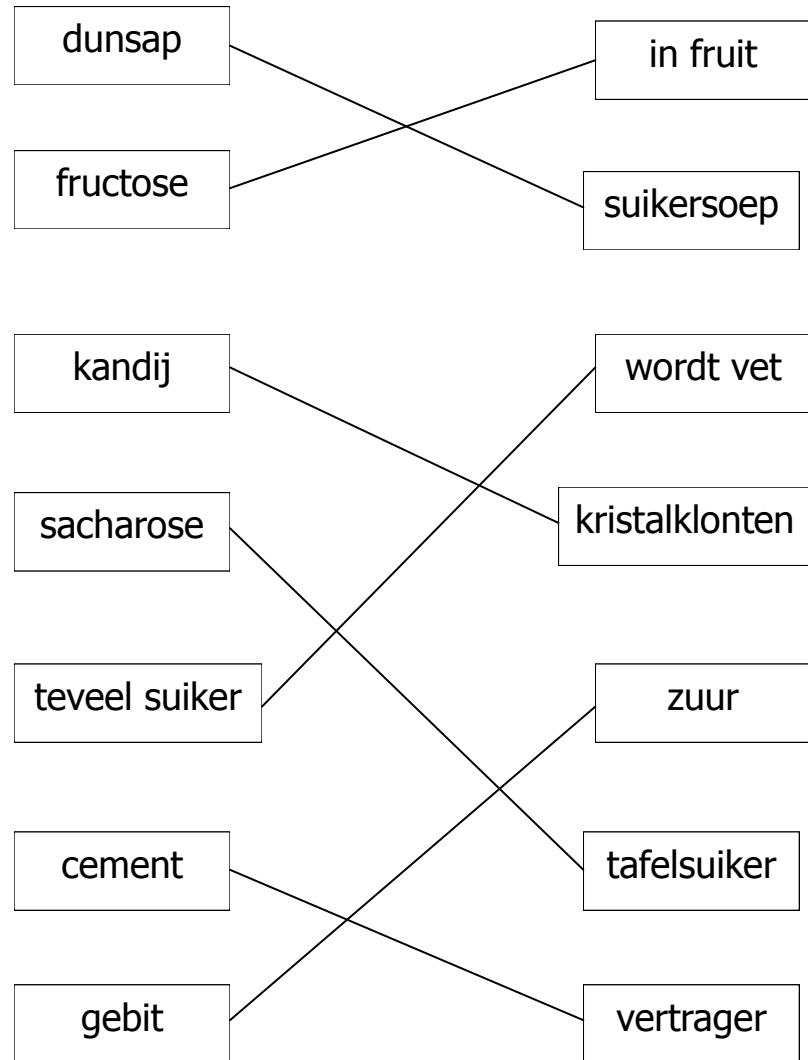 dunsap
in fruit
fructose
suikersoep
kandij
wordt vet
sacharose
kristalklonten
teveel suiker
zuur
cement
tafelsuiker
gebit
vertrager